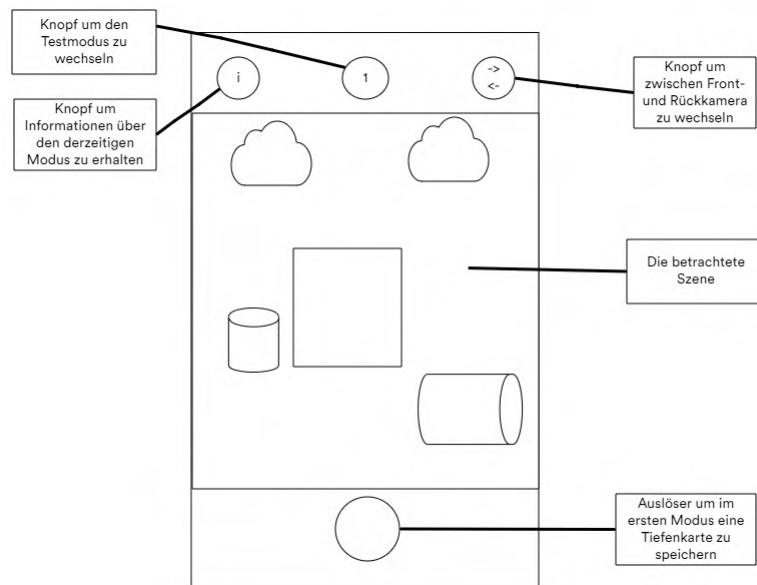 Knopf um den
Testmodus zu
wechseln
Knopf um
Informationen über
den derzeitigen
Modus zu erhalten
i
1
->
<-
Knopf um
zwischen Front-
und Rückkamera
zu wechseln
Die betrachtete
Szene
Auslöser um im
ersten Modus eine
Tiefenkarte zu
speichern